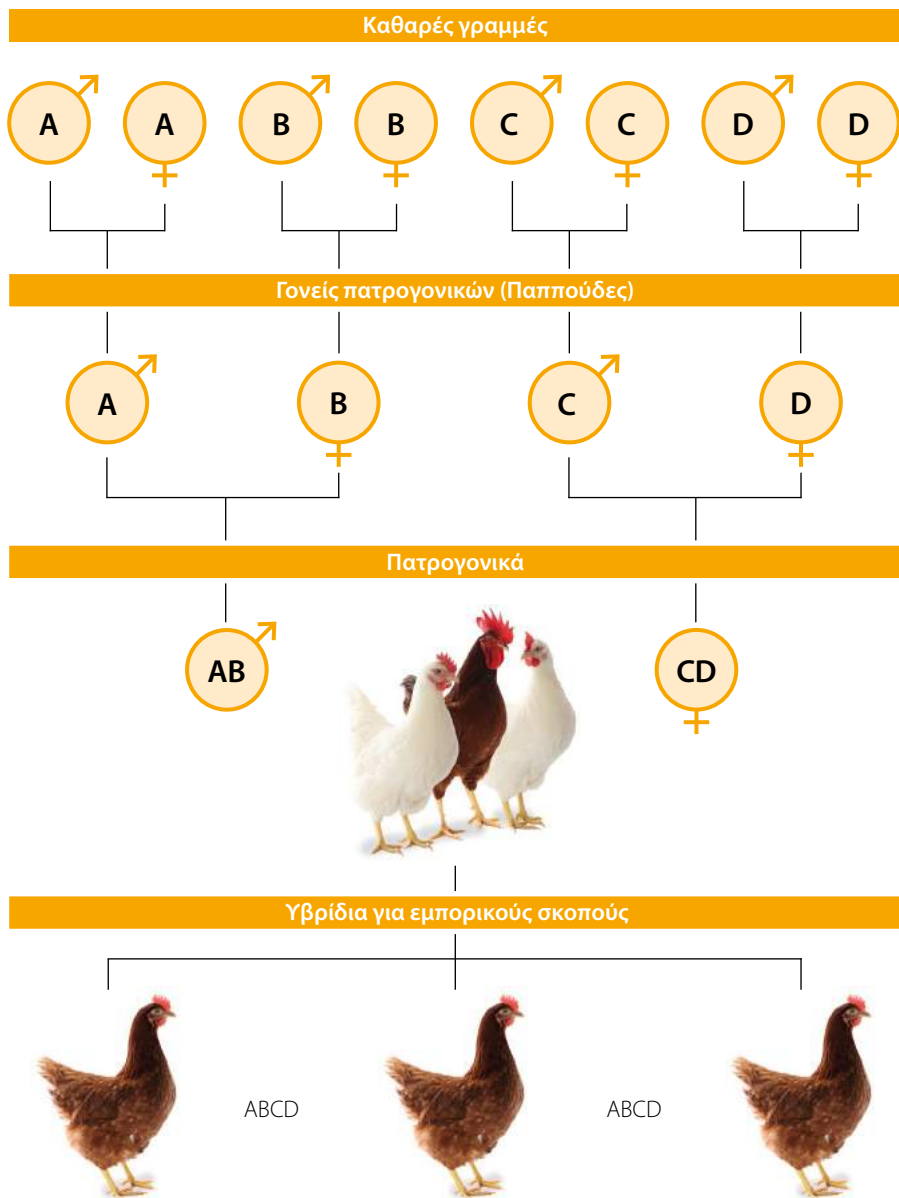 Καθαρές γραμμές
A A B B C C D D
Γονείς πατρογονικών (Παππούδες)
A B C D
Πατρογονικά
AB CD
Υβρίδια για εμπορικούς σκοπούς
ABCD ABCD